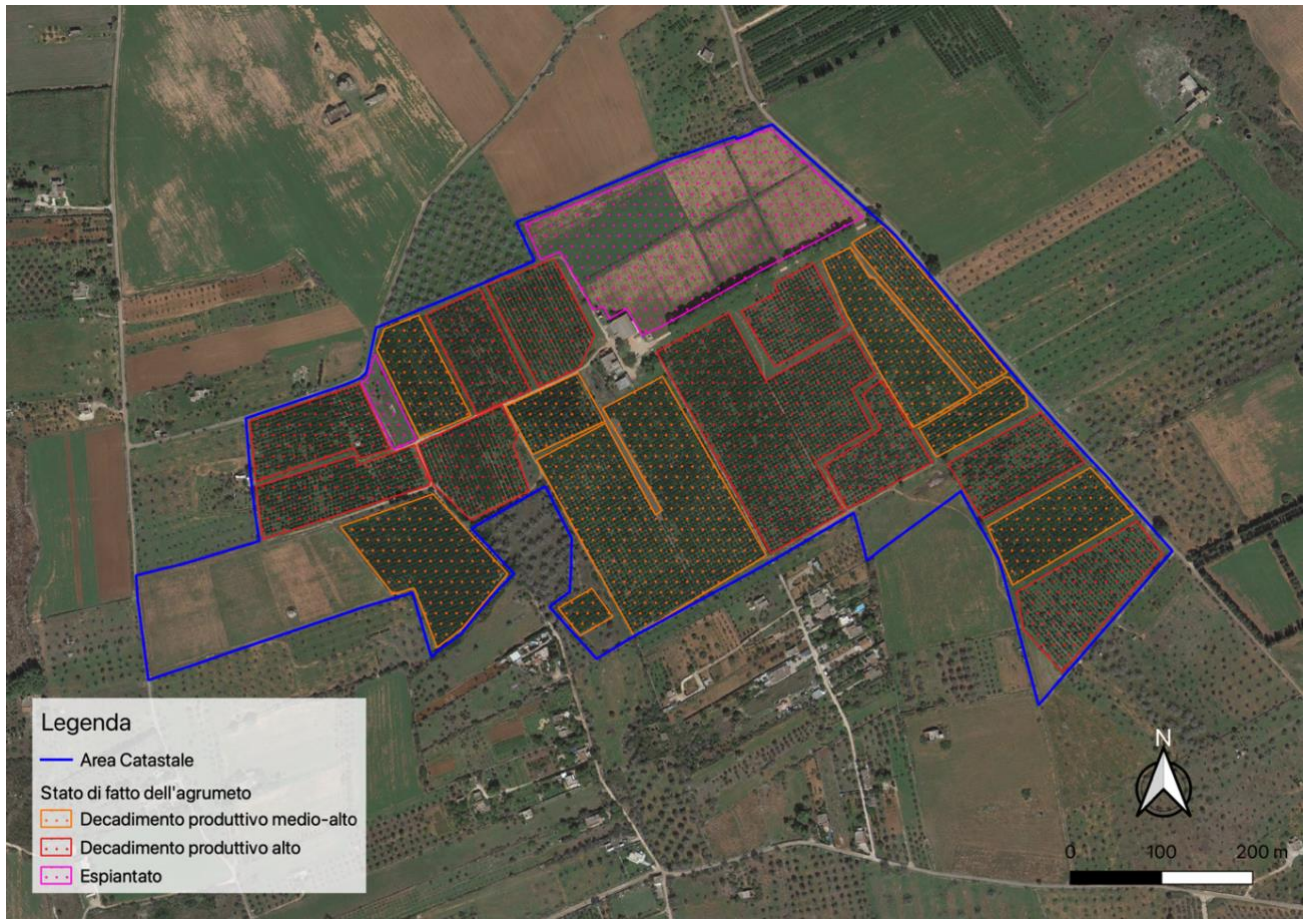 Legenda
Area Catastale
Stato di fatto dell'agrumeto
Decadimento produttivo medio-alto
Decadimento produttivo alto
Espiantato
N
0 100 200 m